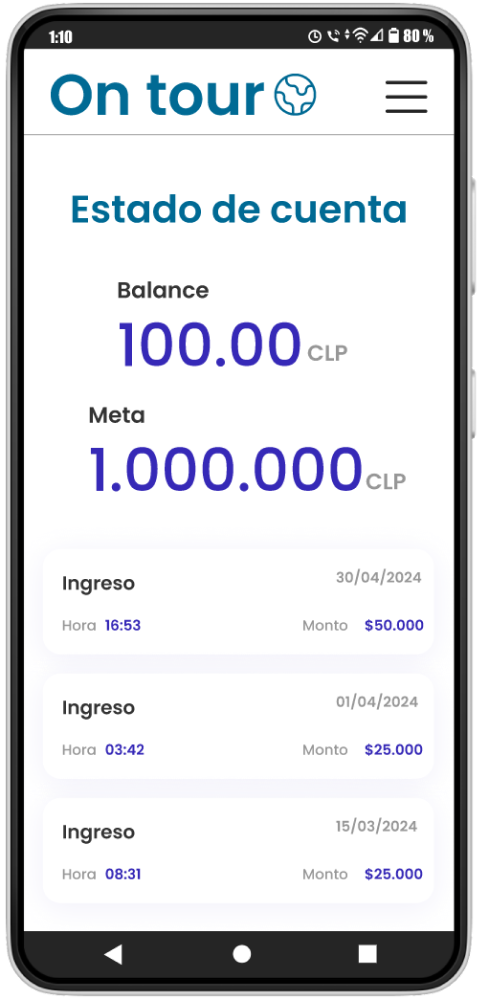 1:10 80 %
On tour
Estado de cuenta
Balance
100.00 CLP
Meta
1.000.000 CLP
Ingreso 30/04/2024
Hora 16:53 Monto $50.000
Ingreso 01/04/2024
Hora 03:42 Monto $25.000
Ingreso 15/03/2024
Hora 08:31 Monto $25.000